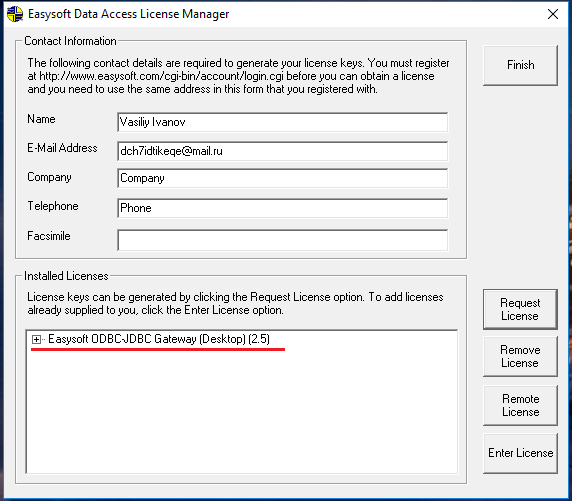 Easysoft Data Access License Manager
Contact Information
The following contact details are required to generate your license keys. You must register
at http://www.easysoft.com/cgi-bin/account/login.cgi before you can obtain a license
and you need to use the same address in this form that you registered with.
Finish
Name
Vasiliy Ivanov
E-Mail Address
dch7idtikeqe@mail.ru
Company
Company
Telephone
Phone
Facsimile
Installed Licenses
License keys can be generated by clicking the Request License option. To add licenses
already supplied to you, click the Enter License option.
Easysoft ODBC-JDBC Gateway (Desktop) (2.5)
Request
License
Remove
License
Remote
License
Enter License